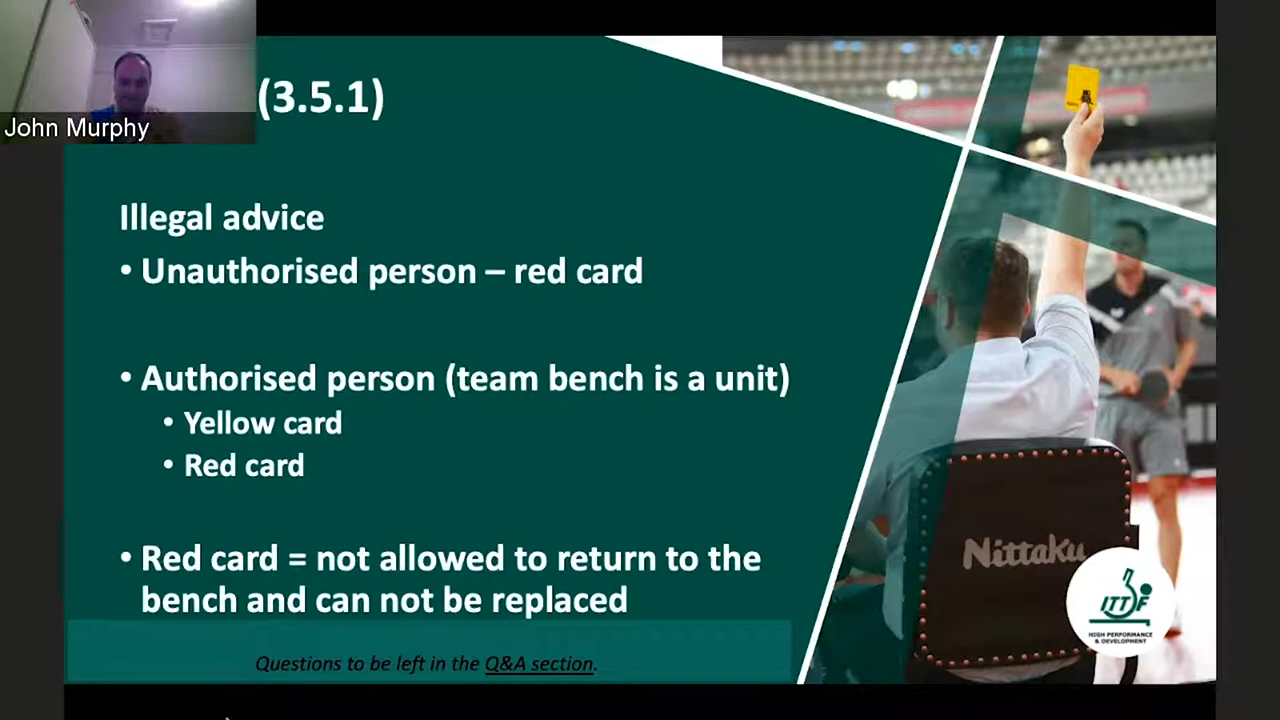 John Murphy
(3.5.1)
Illegal advice
• Unauthorised person – red card
• Authorised person (team bench is a unit)
• Yellow card
• Red card
• Red card = not allowed to return to the
bench and can not be replaced
Questions to be left in the Q&A section.
Nittaku
ITTF
HIGH PERFORMANCE
& DEVELOPMENT